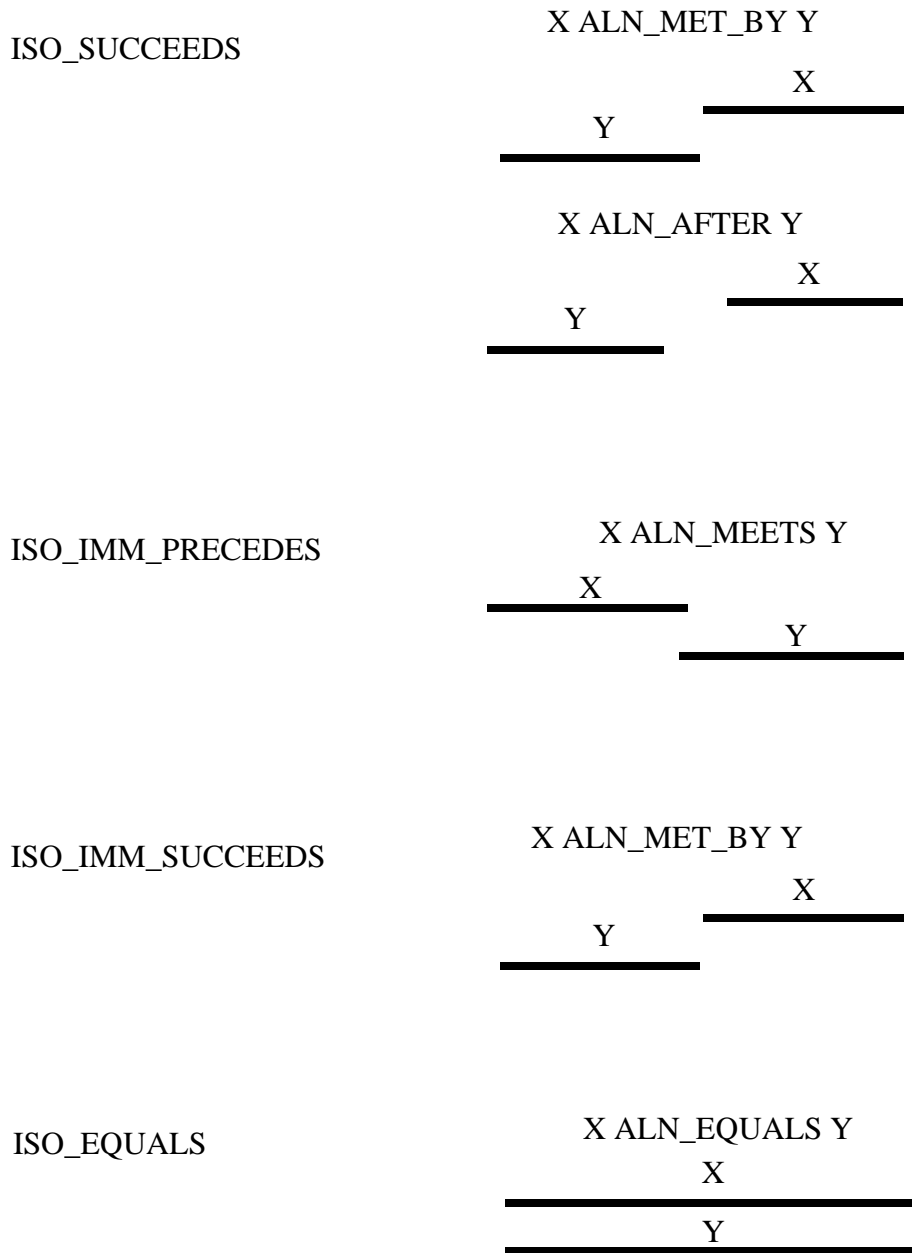 ISO_SUCCEEDS
X ALN_MET_BY Y
X
Y
X ALN_AFTER Y
X
Y
ISO_IMM_PRECEDES
X ALN_MEETS Y
X
Y
ISO_IMM_SUCCEEDS
X ALN_MET_BY Y
X
Y
ISO_EQUALS
X ALN_EQUALS Y
X
Y